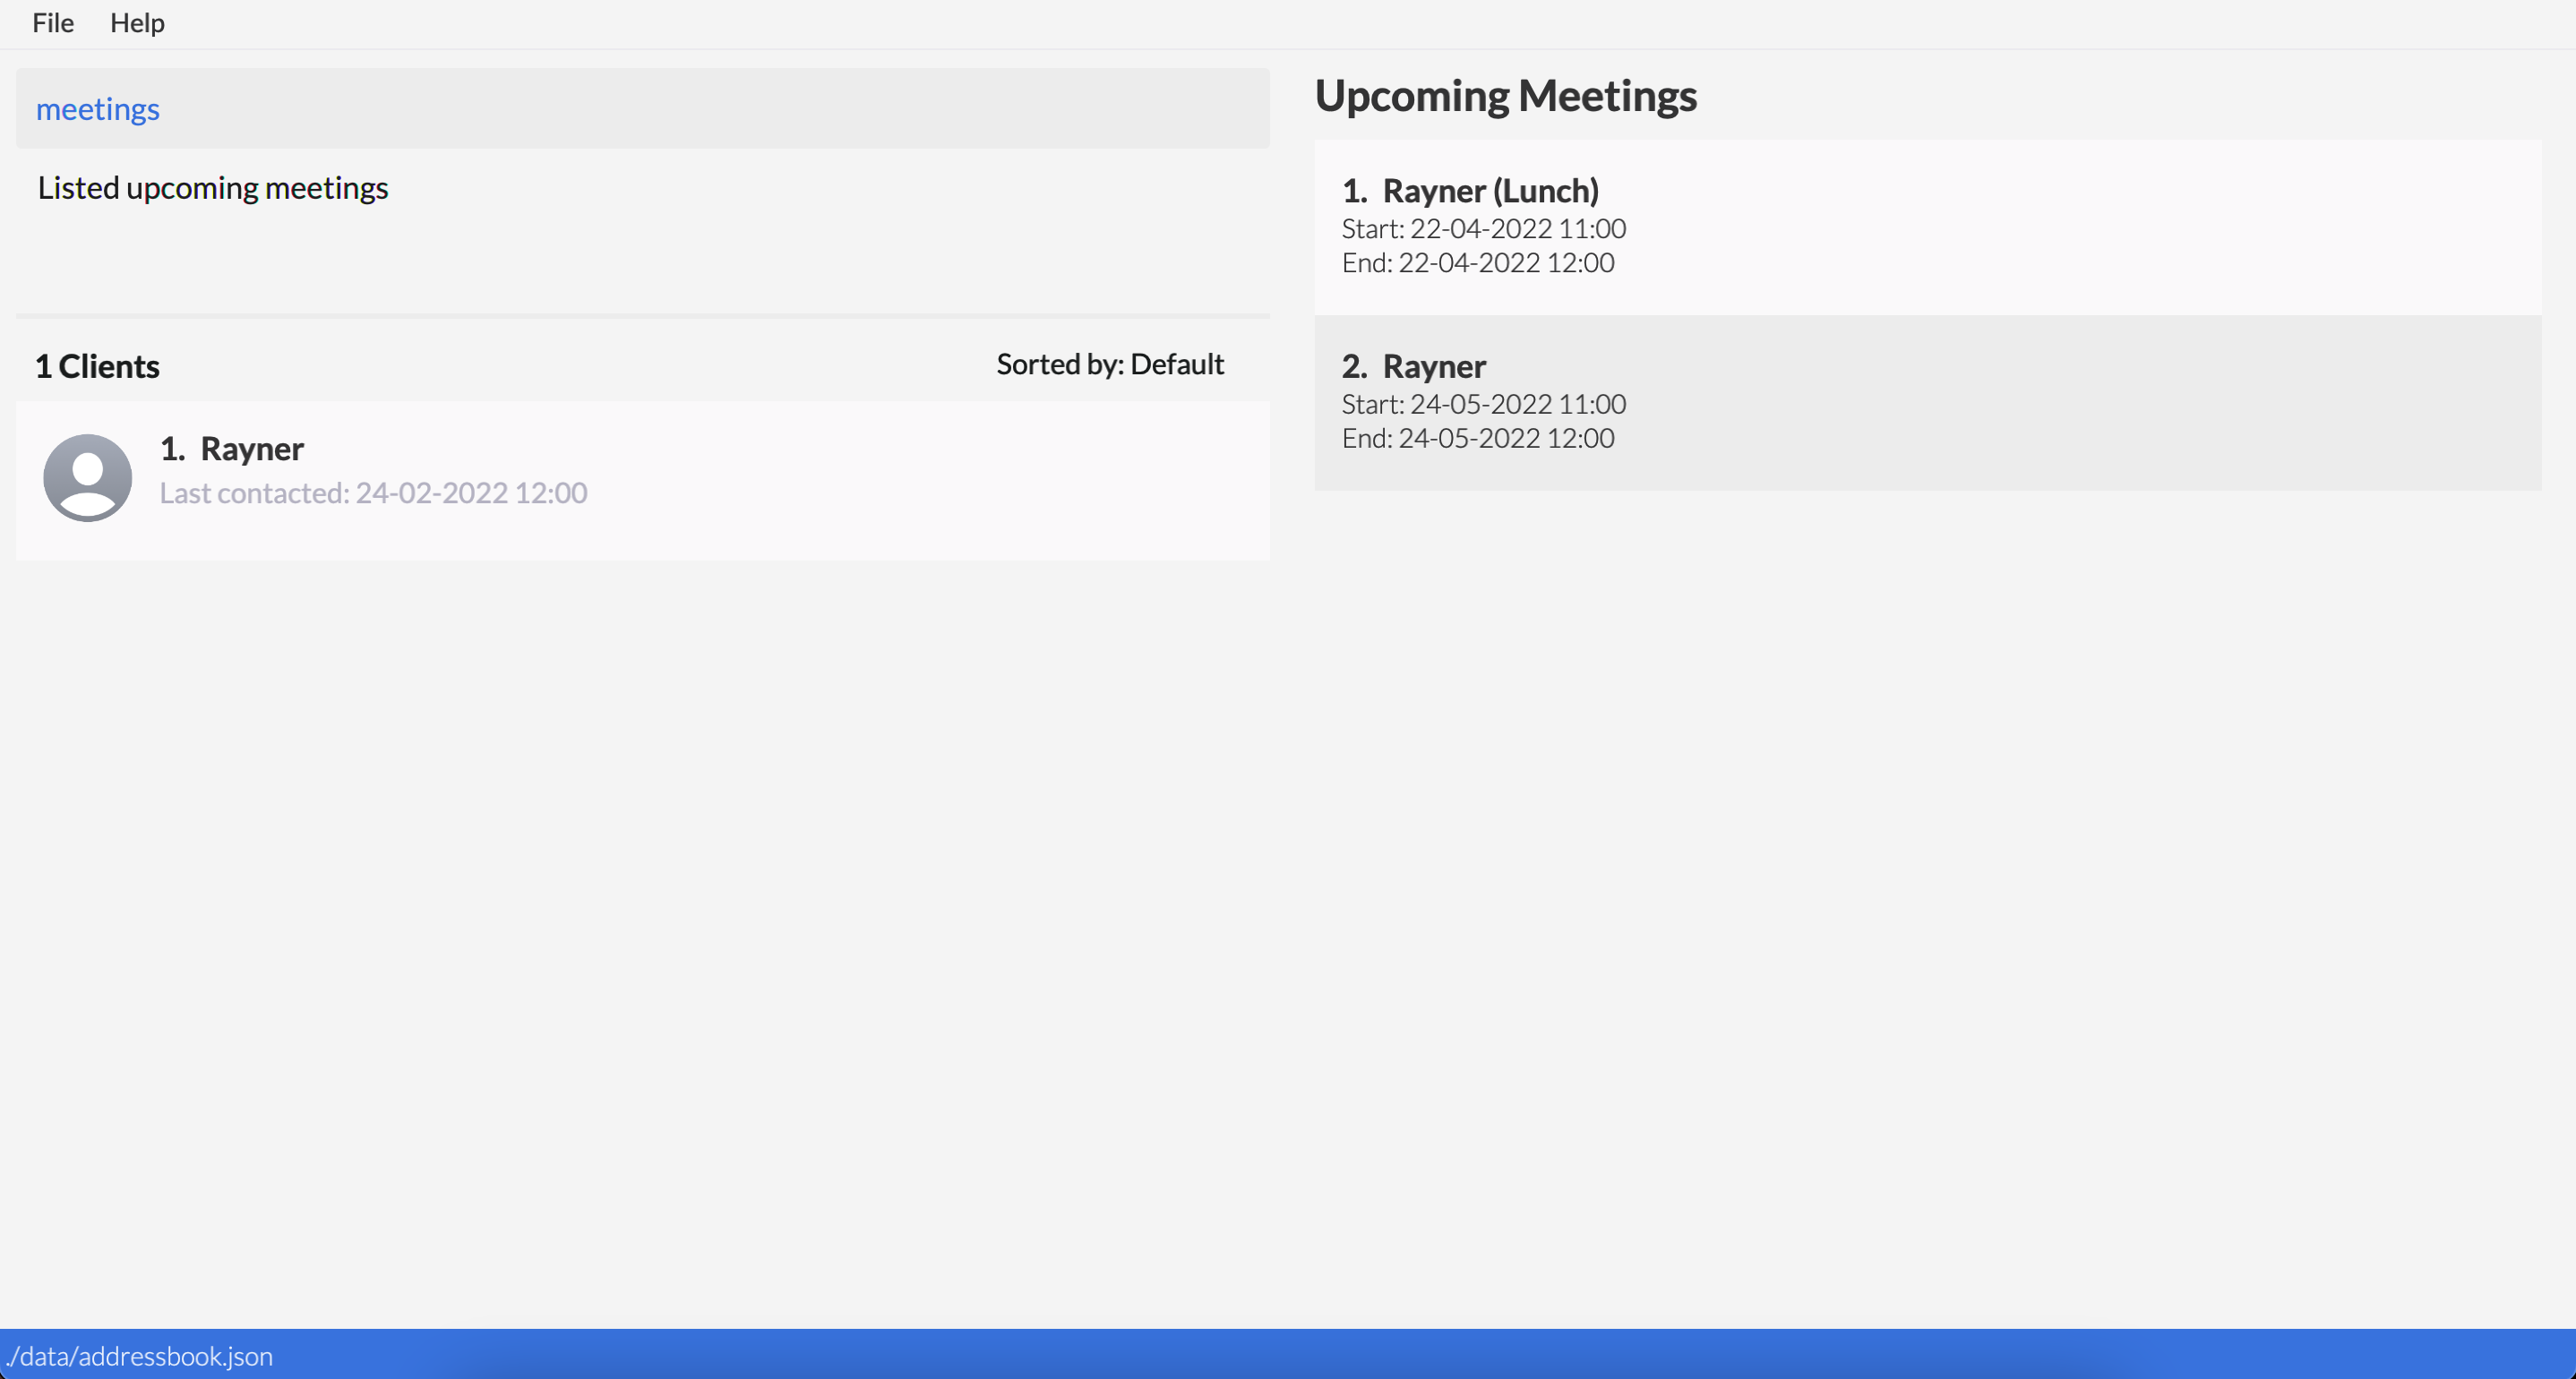 File Help
meetings
Listed upcoming meetings
1 Clients Sorted by: Default
1. Rayner
Last contacted: 24-02-2022 12:00
Upcoming Meetings
1. Rayner (Lunch)
Start: 22-04-2022 11:00
End: 22-04-2022 12:00
2. Rayner
Start: 24-05-2022 11:00
End: 24-05-2022 12:00
./data/addressbook.json